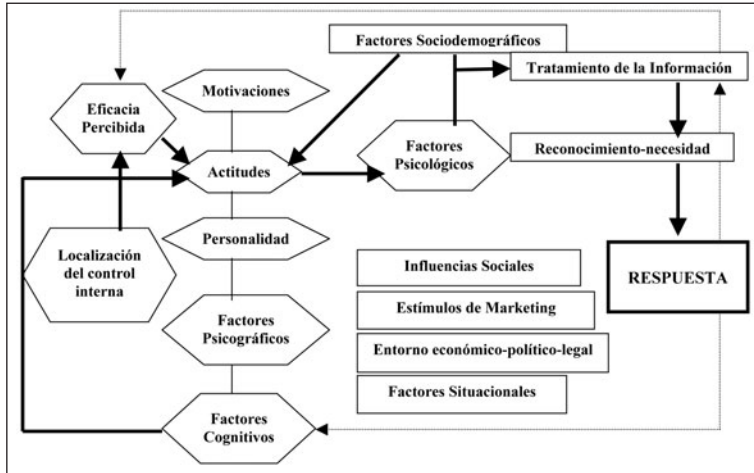 Factores Sociodemográficos
Tratamiento de la Información
Motivaciones
Eficacia
Percibida
Factores
Psicológicos
Reconocimiento-necesidad
Actitudes
Personalidad
Localización
del control
interna
Influencias Sociales
RESPUESTA
Estímulos de Marketing
Factores
Psicográficos
Entorno económico-político-legal
Factores Situacionales
Factores
Cognitivos